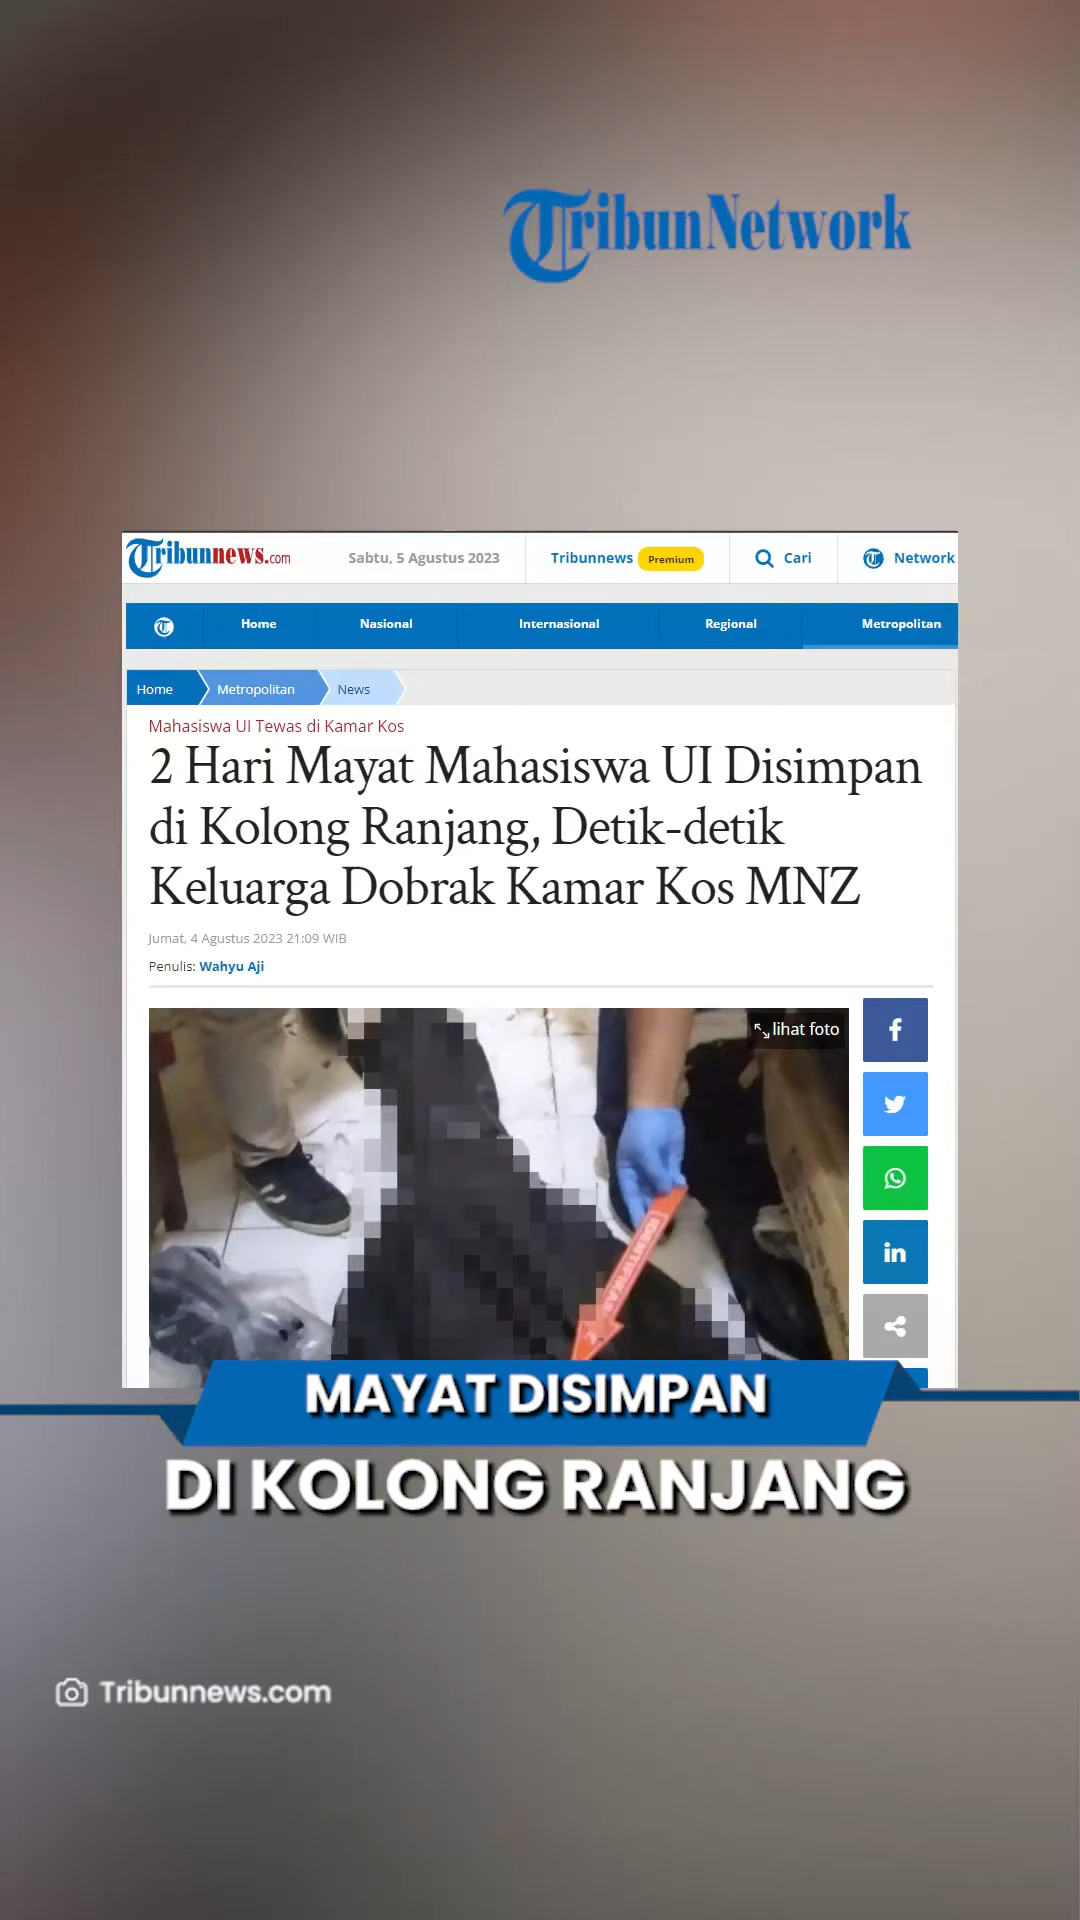 Tribun Network
Tribunnews.com
Sabtu, 5 Agustus 2023
Tribunnews Premium
Cari
Network
Home
Nasional
Internasional
Regional
Metropolitan
Home
Metropolitan
News
Mahasiswa UI Tewas di Kamar Kos
2 Hari Mayat Mahasiswa UI Disimpan
di Kolong Ranjang, Detik-detik
Keluarga Dobrak Kamar Kos MNZ
Jumat, 4 Agustus 2023 21:09 WIB
Penulis: Wahyu Aji
lihat foto
MAYAT DISIMPAN
DI KOLONG RANJANG
Tribunnews.com